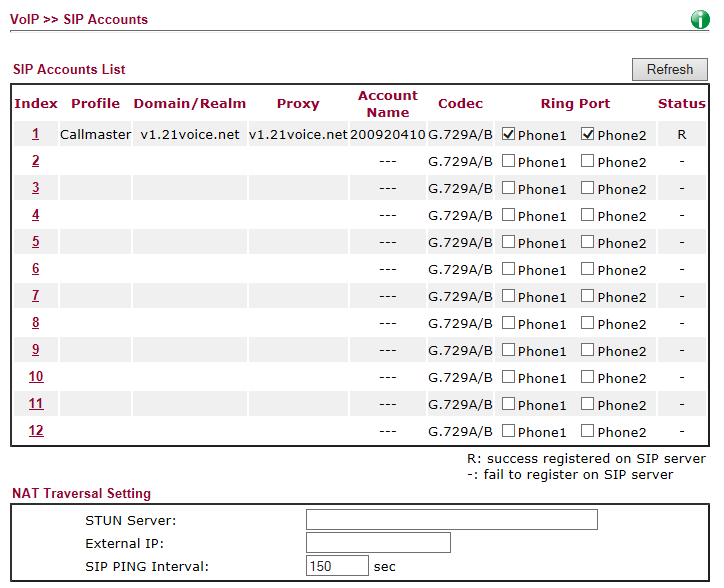 VoIP >> SIP Accounts
SIP Accounts List
Refresh
Index Profile Domain/Realm Proxy Account Name Codec Ring Port Status
1 Callmaster v1.21voice.net v1.21voice.net 200920410 G.729A/B Phone1 Phone2 R
2 --- G.729A/B Phone1 Phone2 -
3 --- G.729A/B Phone1 Phone2 -
4 --- G.729A/B Phone1 Phone2 -
5 --- G.729A/B Phone1 Phone2 -
6 --- G.729A/B Phone1 Phone2 -
7 --- G.729A/B Phone1 Phone2 -
8 --- G.729A/B Phone1 Phone2 -
9 --- G.729A/B Phone1 Phone2 -
10 --- G.729A/B Phone1 Phone2 -
11 --- G.729A/B Phone1 Phone2 -
12 --- G.729A/B Phone1 Phone2 -
R: success registered on SIP server
-: fail to register on SIP server
NAT Traversal Setting
STUN Server:
External IP:
SIP PING Interval: 150 sec